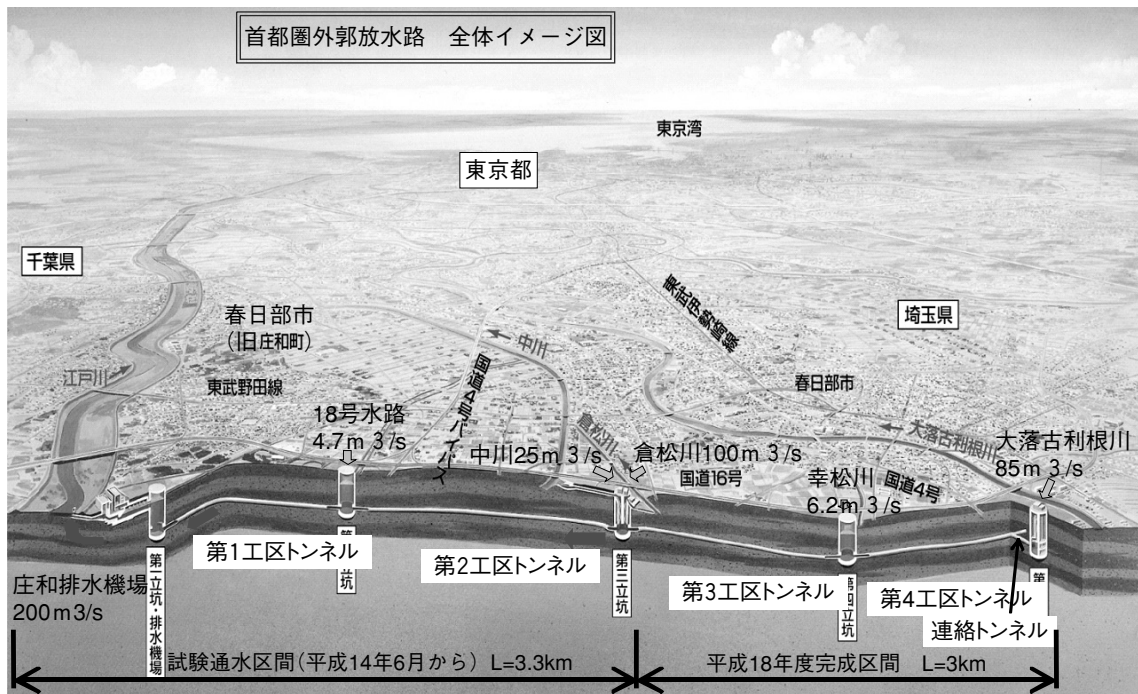 首都圏外郭放水路　全体イメージ図
東京湾
東京都
千葉県
埼玉県
東武伊勢崎線
春日部市
（旧庄和町）
中川
江戸川
東武野田線
国道4号バイパス
春日部市
18号水路
4.7ｍ３/s
倉松川
大落古利根川
大落古利根川
85ｍ３/s
中川25ｍ３/s
倉松川100ｍ３/s
国道16号
幸松川
6.2ｍ３/s
国道4号
第1工区トンネル
第2工区トンネル
第3工区トンネル
第4工区トンネル
連絡トンネル
第一立坑・排水機場
第三立坑
庄和排水機場
200ｍ3/s
試験通水区間（平成14年6月から）L=3.3km
平成18年度完成区間　L=3km